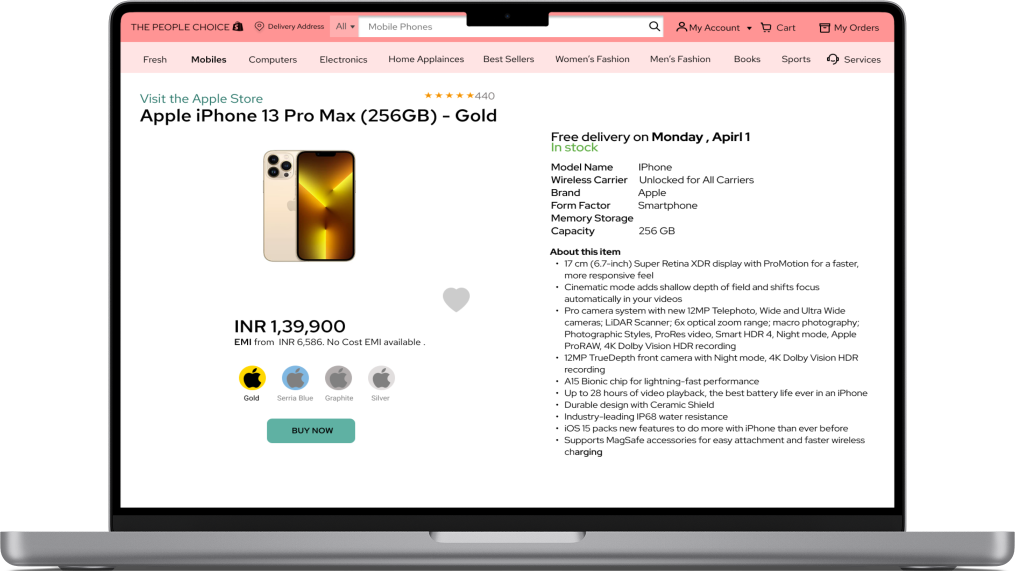 THE PEOPLE CHOICE
Delivery Address
All
Mobile Phones
My Account
Cart
My Orders
Fresh
Mobiles
Computers
Electronics
Home Applainces
Best Sellers
Women's Fashion
Men's Fashion
Books
Sports
Services
Visit the Apple Store
440
Apple iPhone 13 Pro Max (256GB) - Gold
INR 1,39,900
EMI from INR 6,586. No Cost EMI available .
Gold
Serria Blue
Graphite
Silver
BUY NOW
Free delivery on Monday , Apirl 1
In stock
Model Name IPhone
Wireless Carrier Unlocked for All Carriers
Brand Apple
Form Factor Smartphone
Memory Storage
Capacity 256 GB
About this item
• 17 cm (6.7-inch) Super Retina XDR display with ProMotion for a faster,
more responsive feel
• Cinematic mode adds shallow depth of field and shifts focus
automatically in your videos
• Pro camera system with new 12MP Telephoto, Wide and Ultra Wide
cameras; LiDAR Scanner; 6x optical zoom range; macro photography;
Photographic Styles, ProRes video, Smart HDR 4, Night mode, Apple
ProRAW, 4K Dolby Vision HDR recording
• 12MP TrueDepth front camera with Night mode, 4K Dolby Vision HDR
recording
• A15 Bionic chip for lightning-fast performance
• Up to 28 hours of video playback, the best battery life ever in an iPhone
• Durable design with Ceramic Shield
• Industry-leading IP68 water resistance
• iOS 15 packs new features to do more with iPhone than ever before
• Supports MagSafe accessories for easy attachment and faster wireless
charging